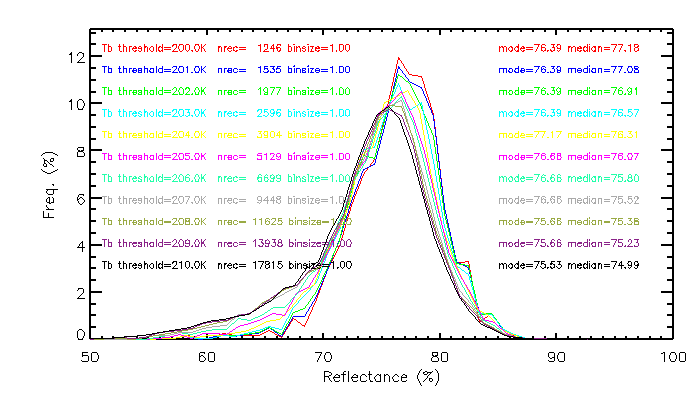 Tb threshold=200.0K nrec= 1246 binsize=1.00 mode=76.39 median=77.18
Tb threshold=201.0K nrec= 1535 binsize=1.00 mode=76.39 median=77.08
Tb threshold=202.0K nrec= 1977 binsize=1.00 mode=76.39 median=76.91
Tb threshold=203.0K nrec= 2596 binsize=1.00 mode=76.39 median=76.57
Tb threshold=204.0K nrec= 3904 binsize=1.00 mode=77.17 median=76.31
Tb threshold=205.0K nrec= 5129 binsize=1.00 mode=76.66 median=76.07
Tb threshold=206.0K nrec= 6699 binsize=1.00 mode=76.66 median=75.80
Tb threshold=207.0K nrec= 9448 binsize=1.00 mode=76.66 median=75.52
Tb threshold=208.0K nrec= 11625 binsize=1.00 mode=75.66 median=75.38
Tb threshold=209.0K nrec= 13938 binsize=1.00 mode=75.66 median=75.23
Tb threshold=210.0K nrec= 17815 binsize=1.00 mode=75.53 median=74.99
12
10
8
6
4
2
0
Freq. (%)
50 60 70 80 90 100
Reflectance (%)